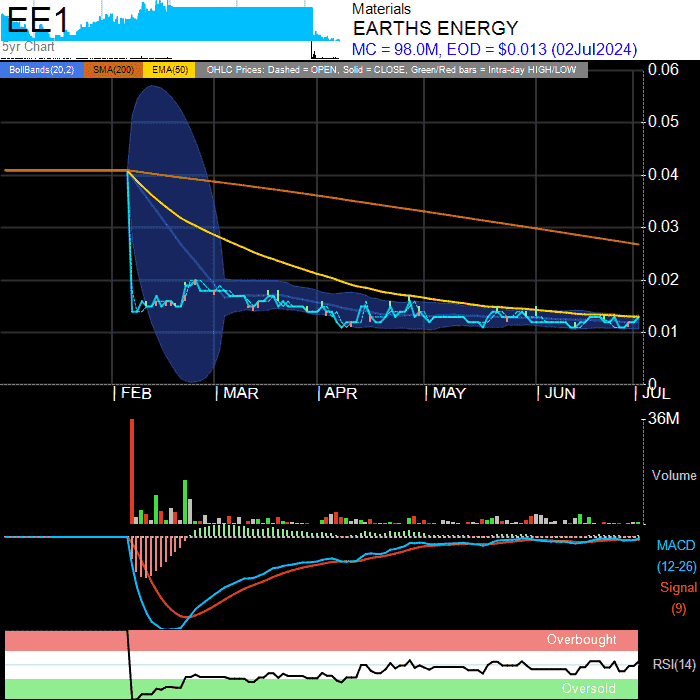 EE1
5yr Chart
Materials
EARTHS ENERGY
MC = 98.0M, EOD = $0.013 (02Jul2024)
BollBands(20,2) SMA(200) EMA(50) OHLC Prices: Dashed = OPEN, Solid = CLOSE, Green/Red bars = Intra-day HIGH/LOW
0.06
0.05
0.04
0.03
0.02
0.01
0
FEB MAR APR MAY JUN JUL
36M
Volume
MACD
(12-26)
Signal
(9)
Overbought
RSI(14)
Oversold